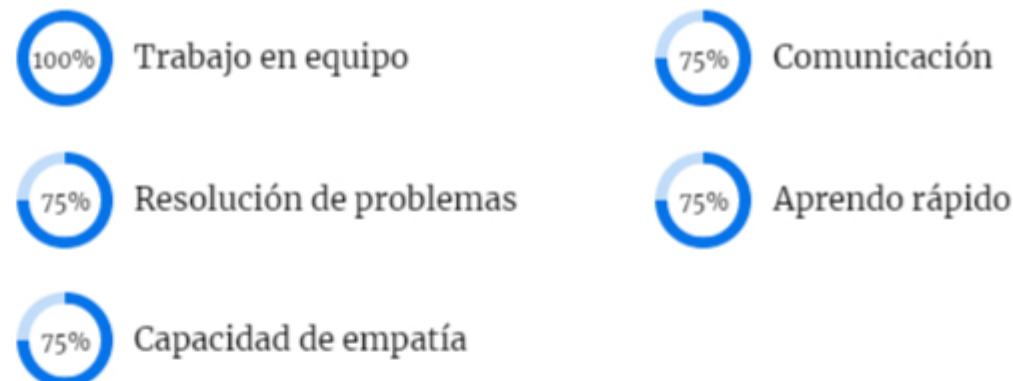 100% Trabajo en equipo
75% Comunicación
75% Resolución de problemas
75% Aprendo rápido
75% Capacidad de empatía